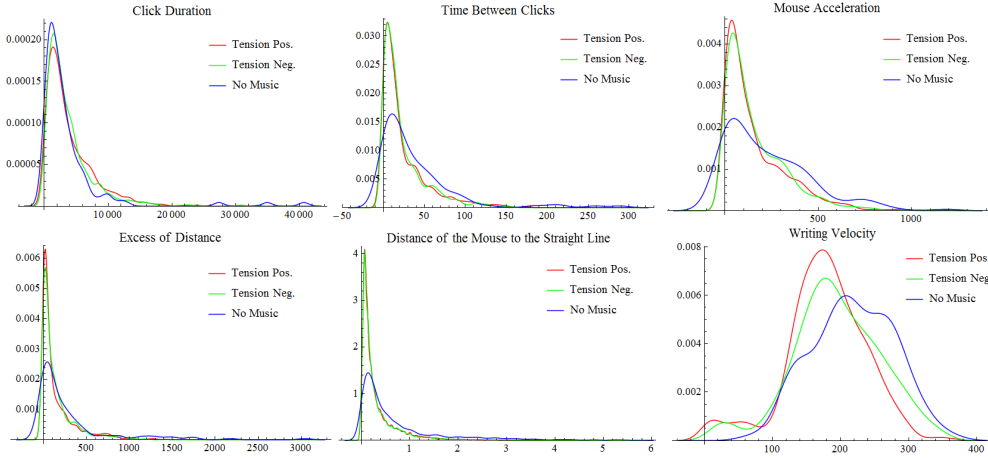 Click Duration
0.00020
0.00015
0.00010
0.00005
10 000
20 000
30 000
40 000
Tension Pos.
Tension Neg.
No Music
Time Between Clicks
0.030
0.025
0.020
0.015
0.010
0.005
−50
50
100
150
200
250
300
Tension Pos.
Tension Neg.
No Music
Mouse Acceleration
0.004
0.003
0.002
0.001
500
1000
Tension Pos.
Tension Neg.
No Music
Excess of Distance
0.006
0.005
0.004
0.003
0.002
0.001
500
1000
1500
2000
2500
3000
Tension Pos.
Tension Neg.
No Music
Distance of the Mouse to the Straight Line
4
3
2
1
1
2
3
4
5
6
Tension Pos.
Tension Neg.
No Music
Writing Velocity
0.008
0.006
0.004
0.002
100
200
300
400
Tension Pos
Tension Neg
No Music